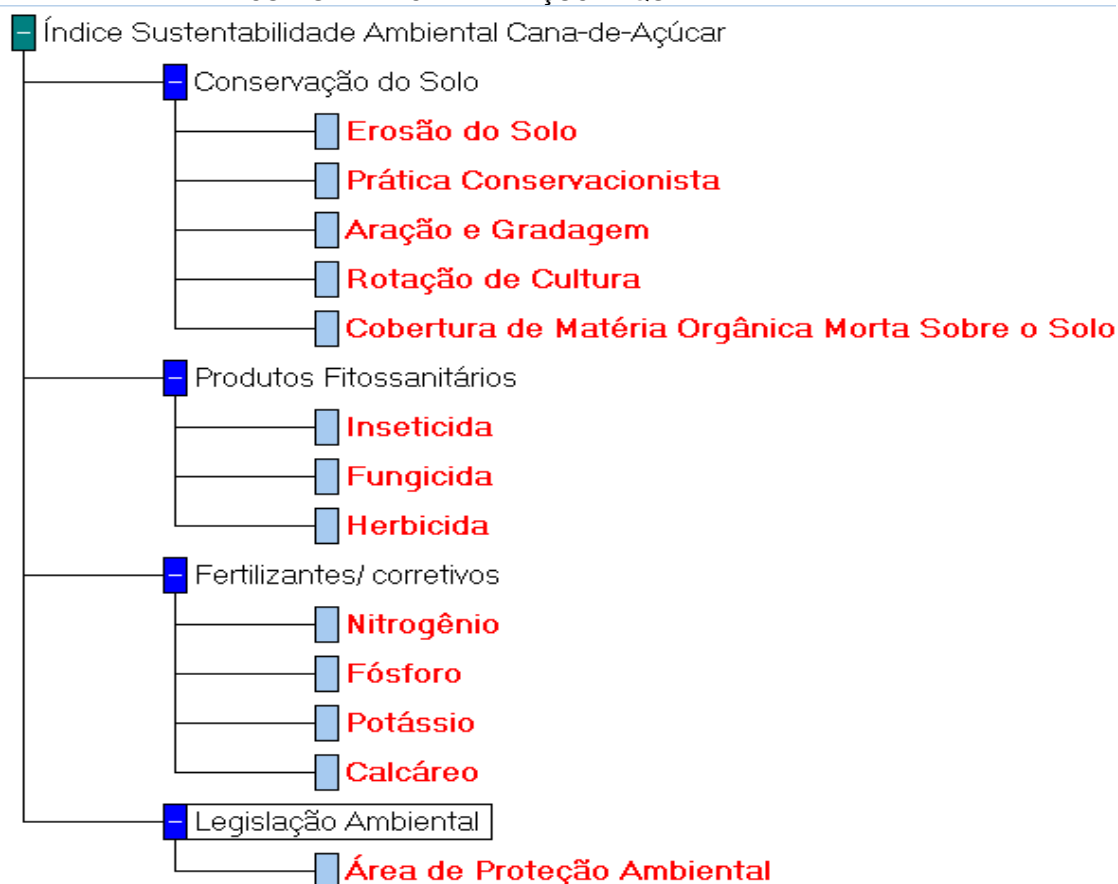 Índice Sustentabilidade Ambiental Cana-de-Açúcar
Conservação do Solo
Erosão do Solo
Prática Conservacionista
Aração e Gradagem
Rotação de Cultura
Cobertura de Matéria Orgânica Morta Sobre o Solo
Produtos Fitossanitários
Inseticida
Fungicida
Herbicida
Fertilizantes/ corretivos
Nitrogênio
Fósforo
Potássio
Calcáreo
Legislação Ambiental
Área de Proteção Ambiental